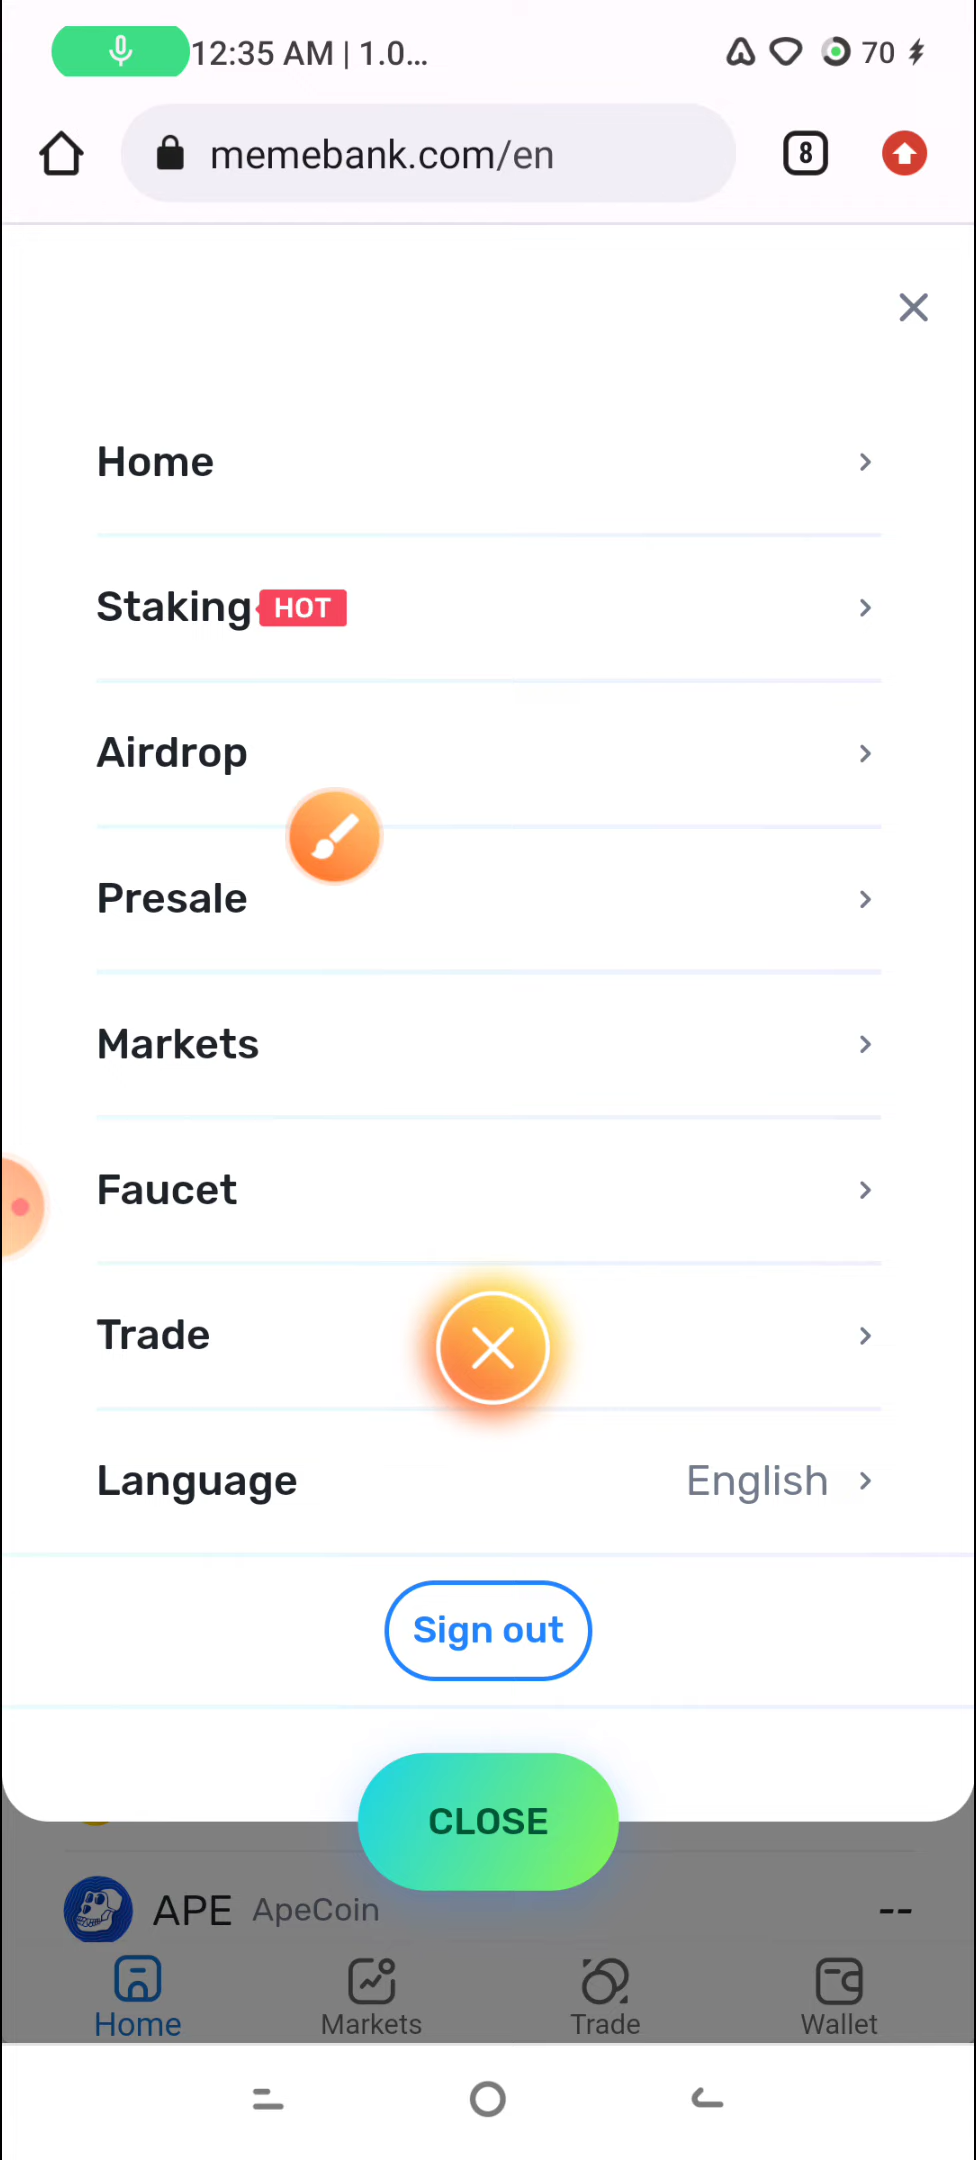 12:35 AM | 1.0...
70
memebank.com/en
8
Home
Staking HOT
Airdrop
Presale
Markets
Faucet
Trade
Language English
Sign out
CLOSE
APE ApeCoin --
Home Markets Trade Wallet